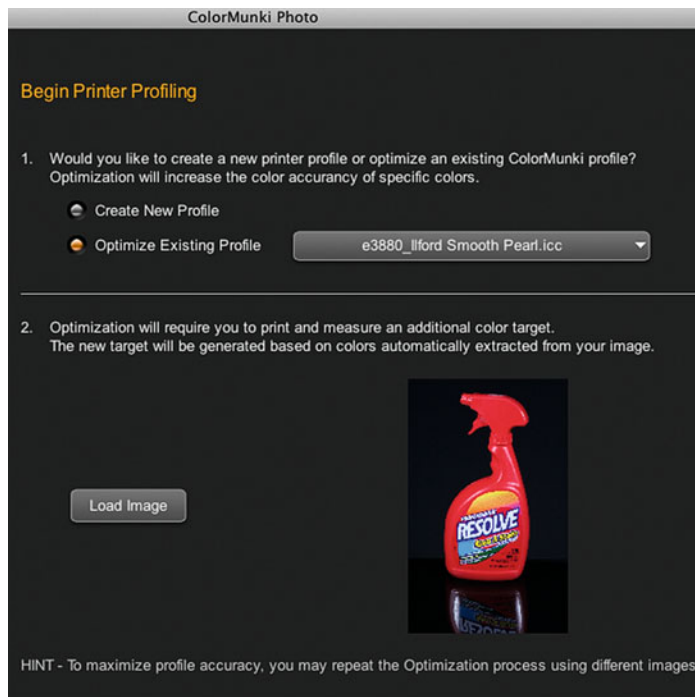 ColorMunki Photo
Begin Printer Profiling
1. Would you like to create a new printer profile or optimize an existing ColorMunki profile?
Optimization will increase the color accurancy of specific colors.
Create New Profile
Optimize Existing Profile
e3880_Ilford Smooth Pearl.icc
2. Optimization will require you to print and measure an additional color target.
The new target will be generated based on colors automatically extracted from your image.
Load Image
RESOLVE
HINT - To maximize profile accuracy, you may repeat the Optimization process using different images